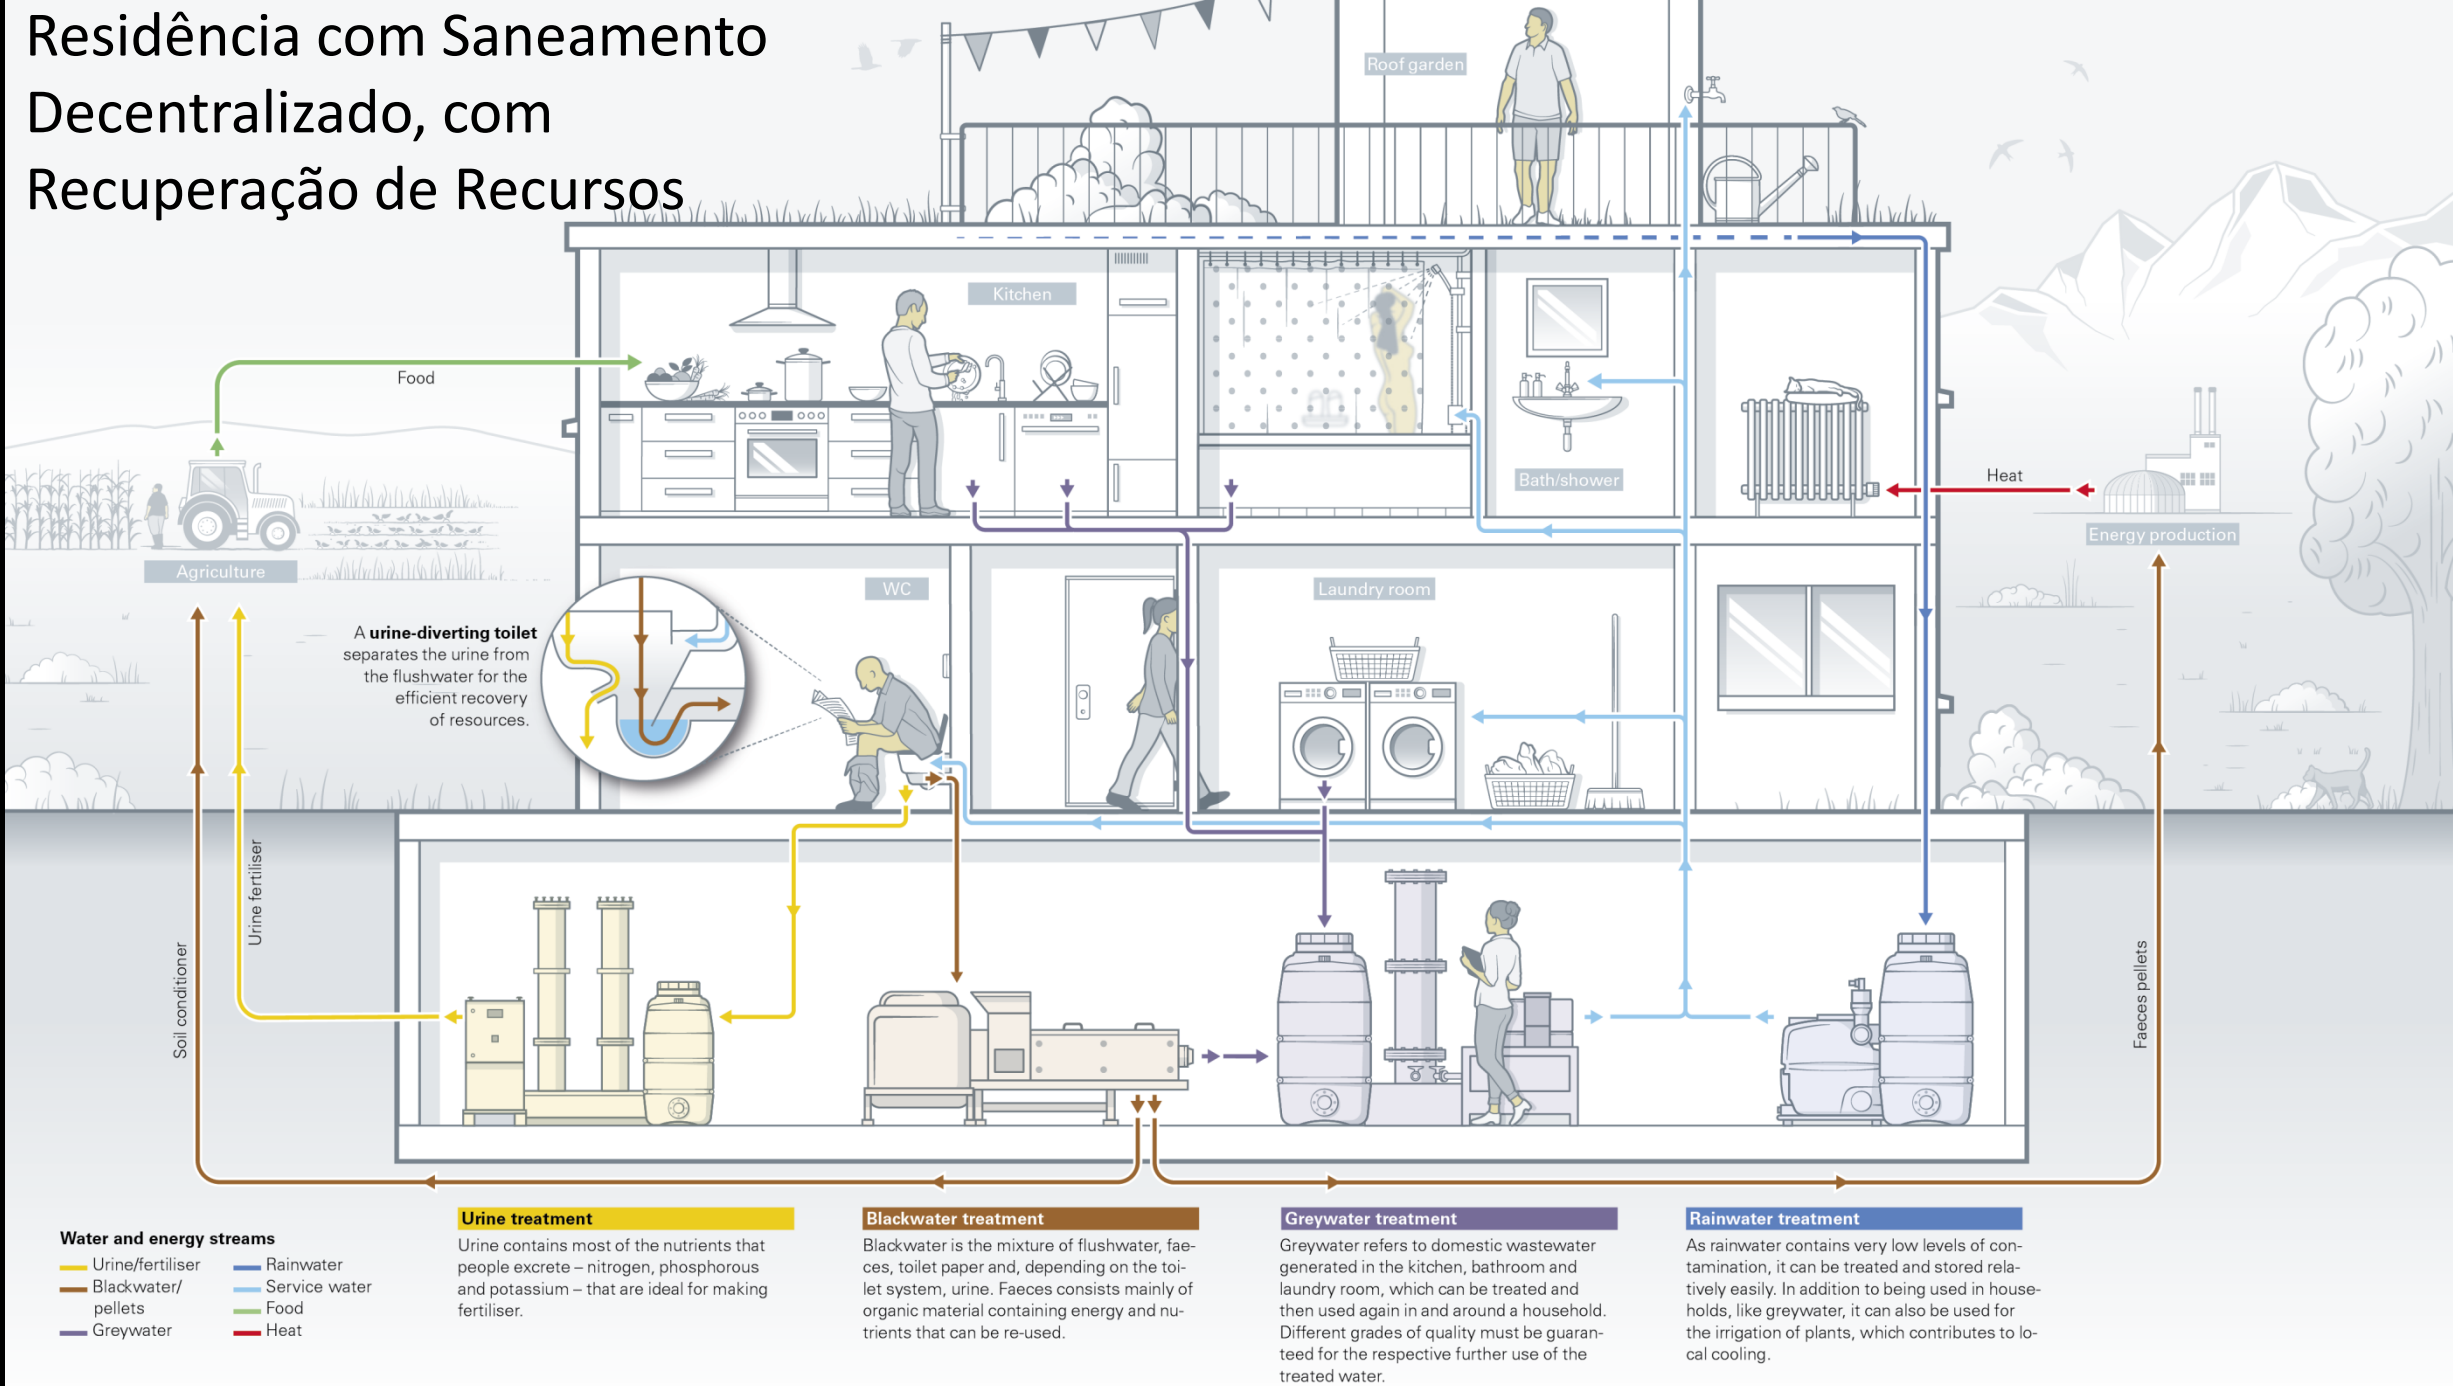 Residência com Saneamento
Decentralizado, com
Recuperação de Recursos
Roof garden
Kitchen
Food
Bath/shower
Heat
Energy production
Agriculture
WC
Laundry room
A urine-diverting toilet
separates the urine from
the flushwater for the
efficient recovery
of resources.
Urine fertiliser
Soil conditioner
Faeces pellets
Water and energy streams
Urine/fertiliser
Blackwater/
pellets
Greywater
Rainwater
Service water
Food
Heat
Urine treatment
Urine contains most of the nutrients that
people excrete – nitrogen, phosphorous
and potassium – that are ideal for making
fertiliser.
Blackwater treatment
Blackwater is the mixture of flushwater, fae-
ces, toilet paper and, depending on the toi-
let system, urine. Faeces consists mainly of
organic material containing energy and nu-
trients that can be re-used.
Greywater treatment
Greywater refers to domestic wastewater
generated in the kitchen, bathroom and
laundry room, which can be treated and
then used again in and around a household.
Different grades of quality must be guaran-
teed for the respective further use of the
treated water.
Rainwater treatment
As rainwater contains very low levels of con-
tamination, it can be treated and stored rela-
tively easily. In addition to being used in house-
holds, like greywater, it can also be used for
the irrigation of plants, which contributes to lo-
cal cooling.